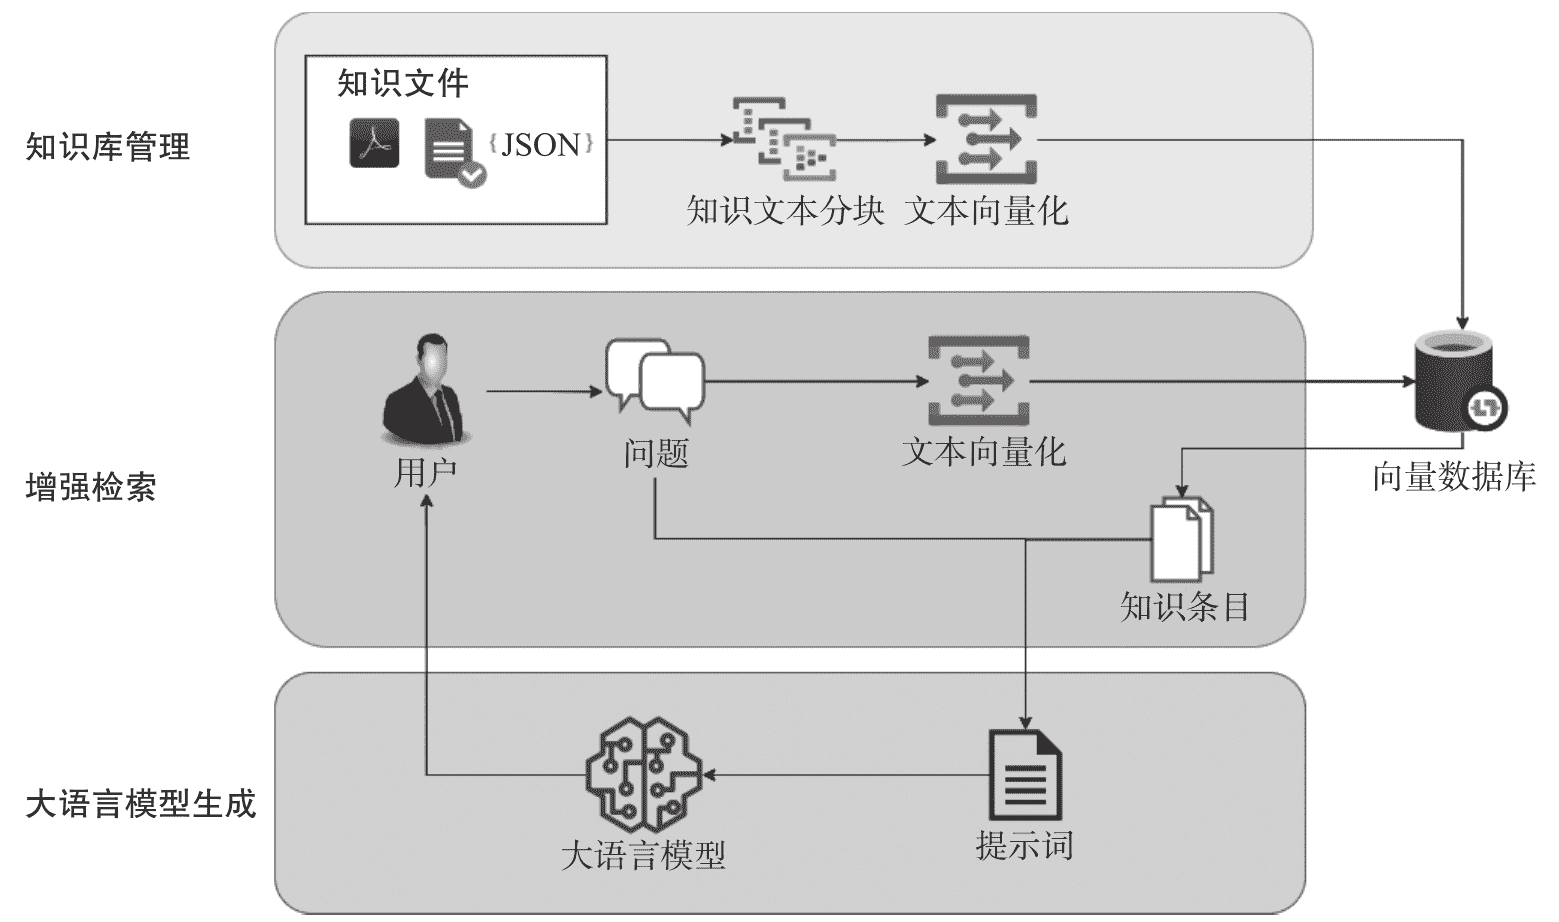 知识文件
{JSON}
知识库管理
知识文本分块
文本向量化
用户
问题
文本向量化
向量数据库
增强检索
知识条目
大语言模型生成
大语言模型
提示词